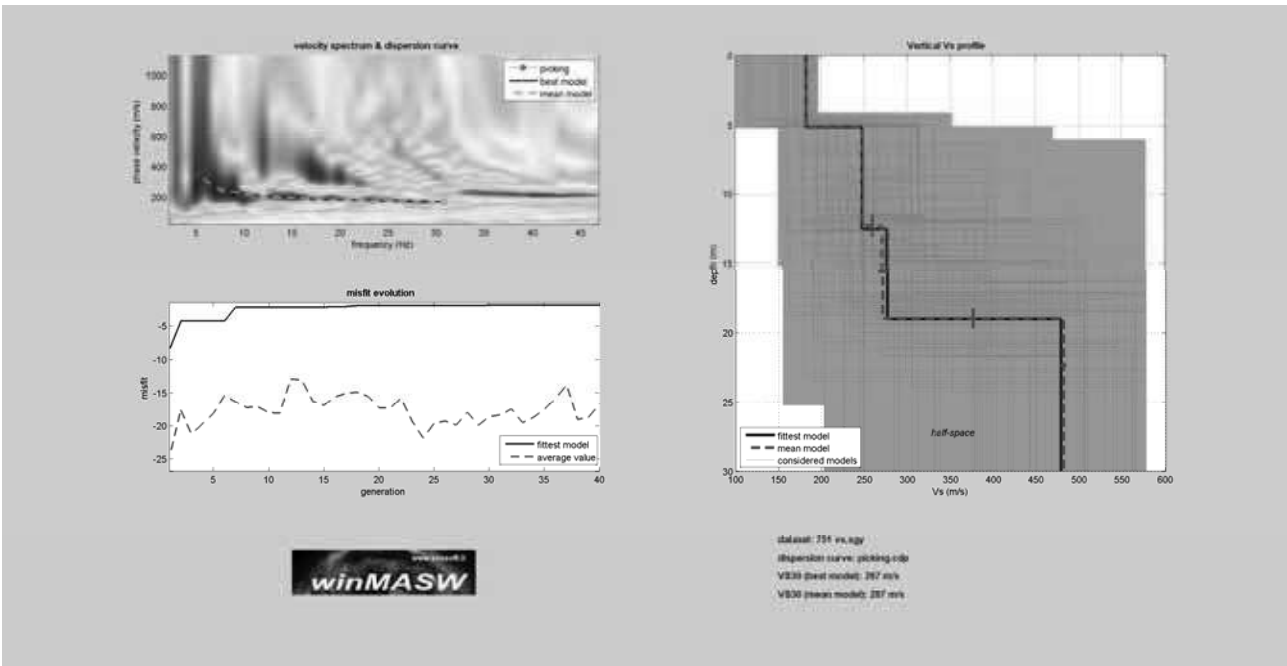 velocity spectrum & dispersion curve
1000
800
600
400
200
phase velocity (m/s)
picking
best model
mean model
5 10 15 20 25 30 35 40 45
frequency (Hz)
misfit evolution
-5
-10
-15
-20
-25
misfit
fittest model
average value
5 10 15 20 25 30 35 40
generation
winMASW
Vertical Vs profile
0
5
10
15
20
25
30
depth (m)
half-space
fittest model
mean model
considered models
100 150 200 250 300 350 400 450 500 550 600
Vs (m/s)
dataset: 751 vs.sgy
dispersion curve: picking.cdp
VS30 (best model): 287 m/s
VS30 (mean model): 287 m/s